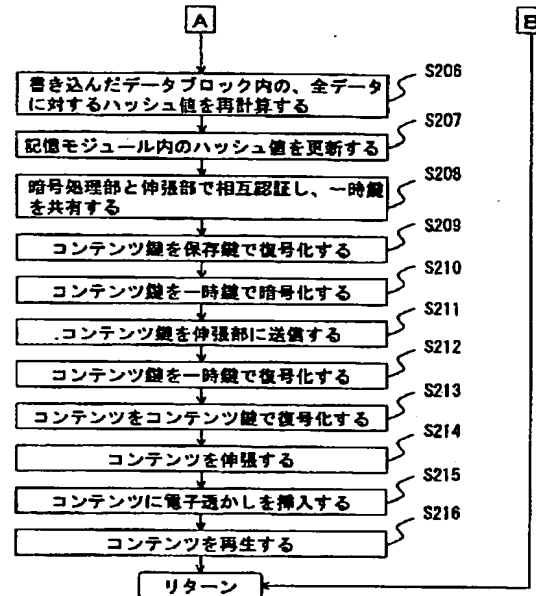 A
B
書き込んだデータブロック内の、全データ
に対するハッシュ値を再計算する
S206
記憶モジュール内のハッシュ値を更新する
S207
暗号処理部と伸張部で相互認証し、一時鍵
を共有する
S208
コンテンツ鍵を保存鍵で復号化する
S209
コンテンツ鍵を一時鍵で暗号化する
S210
コンテンツ鍵を伸張部に送信する
S211
コンテンツ鍵を一時鍵で復号化する
S212
コンテンツをコンテンツ鍵で復号化する
S213
コンテンツを伸張する
S214
コンテンツに電子透かしを挿入する
S215
コンテンツを再生する
S216
リターン